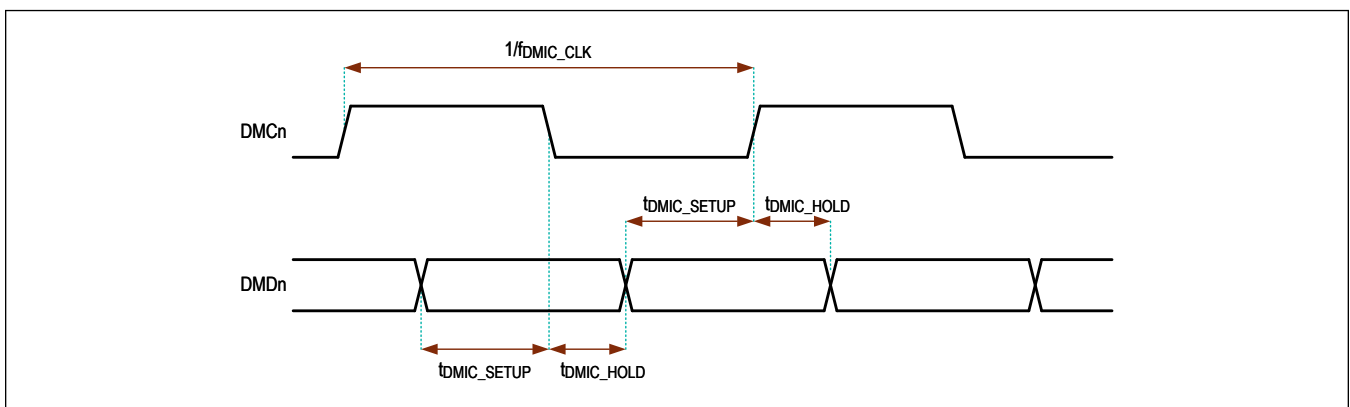 1/fDMIC_CLK
DMCn
tDMIC_SETUP tDMIC_HOLD
DMDn
tDMIC_SETUP tDMIC_HOLD